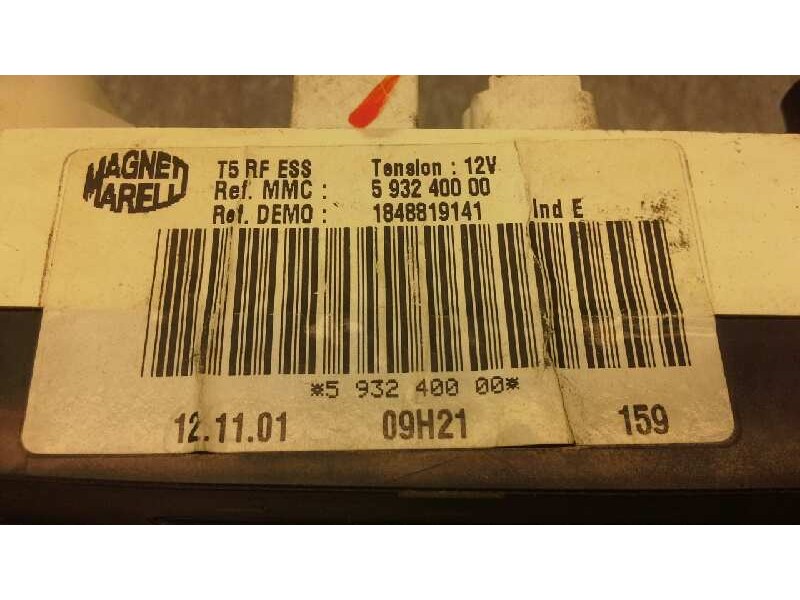 MAGNETI
MARELLI
T5 RF ESS Tension : 12V
Ref. MMC : 5 932 400 00
Ref. DEMO : 1848819141 Ind E
*5 932 400 00*
12.11.01 09H21 159